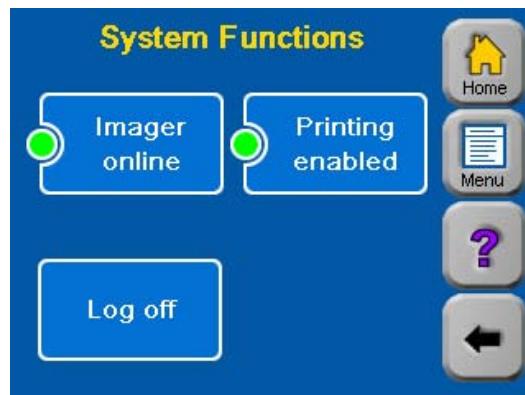 System Functions
Home
Imager
online
Printing
enabled
Menu
?
Log off